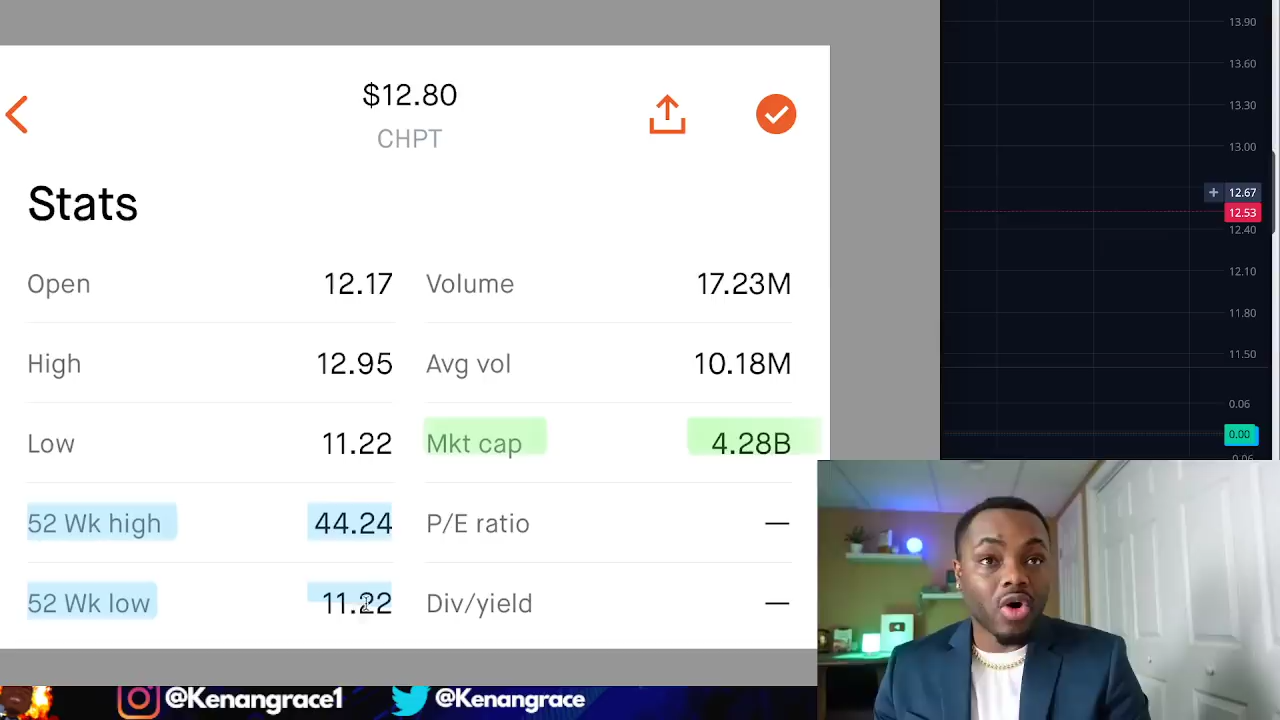 $12.80
CHPT
Stats
Open 12.17 Volume 17.23M
High 12.95 Avg vol 10.18M
Low 11.22 Mkt cap 4.28B
52 Wk high 44.24 P/E ratio —
52 Wk low 11.22 Div/yield —
13.90
13.60
13.30
13.00
+ 12.67
12.53
12.40
12.10
11.80
11.50
0.06
0.00
@Kenangrace1 @Kenangrace